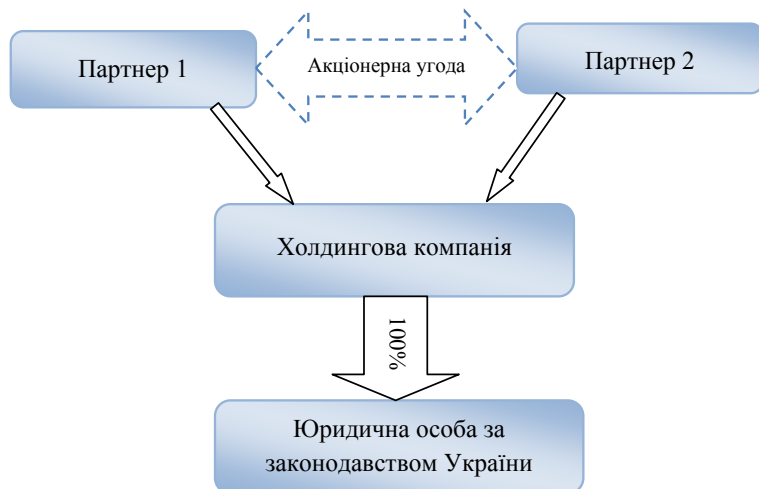 Партнер 1
Акціонерна угода
Партнер 2
Холдингова компанія
100%
Юридична особа за
законодавством України